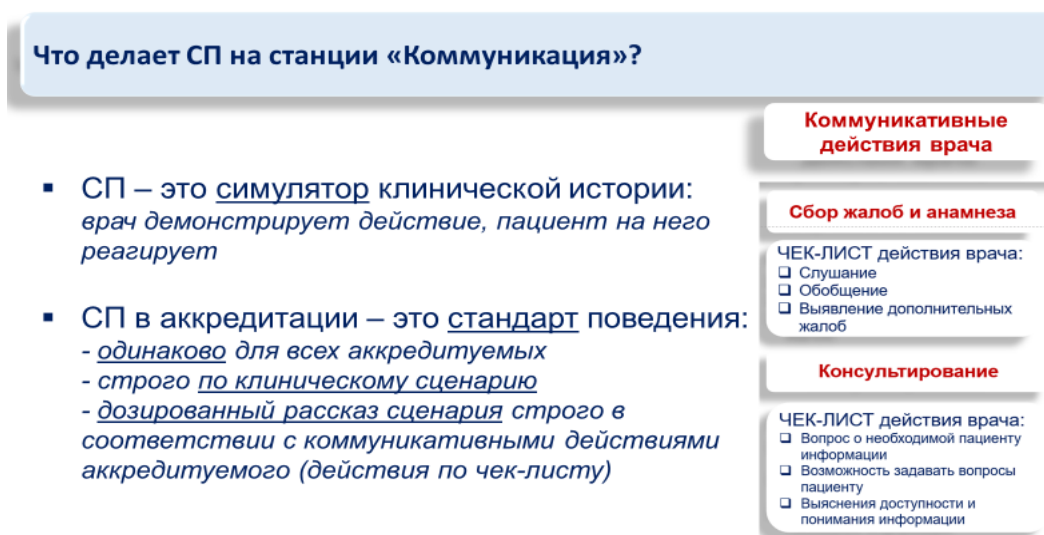 Что делает СП на станции «Коммуникация»?
▪ СП – это симулятор клинической истории:
врач демонстрирует действие, пациент на него
реагирует
▪ СП в аккредитации – это стандарт поведения:
- одинаково для всех аккредитуемых
- строго по клиническому сценарию
- дозированный рассказ сценария строго в
соответствии с коммуникативными действиями
аккредитуемого (действия по чек-листу)
Коммуникативные
действия врача
Сбор жалоб и анамнеза
ЧЕК-ЛИСТ действия врача:
❑ Слушание
❑ Обобщение
❑ Выявление дополнительных
жалоб
Консультирование
ЧЕК-ЛИСТ действия врача:
❑ Вопрос о необходимой пациенту
информации
❑ Возможность задавать вопросы
пациенту
❑ Выяснения доступности и
понимания информации